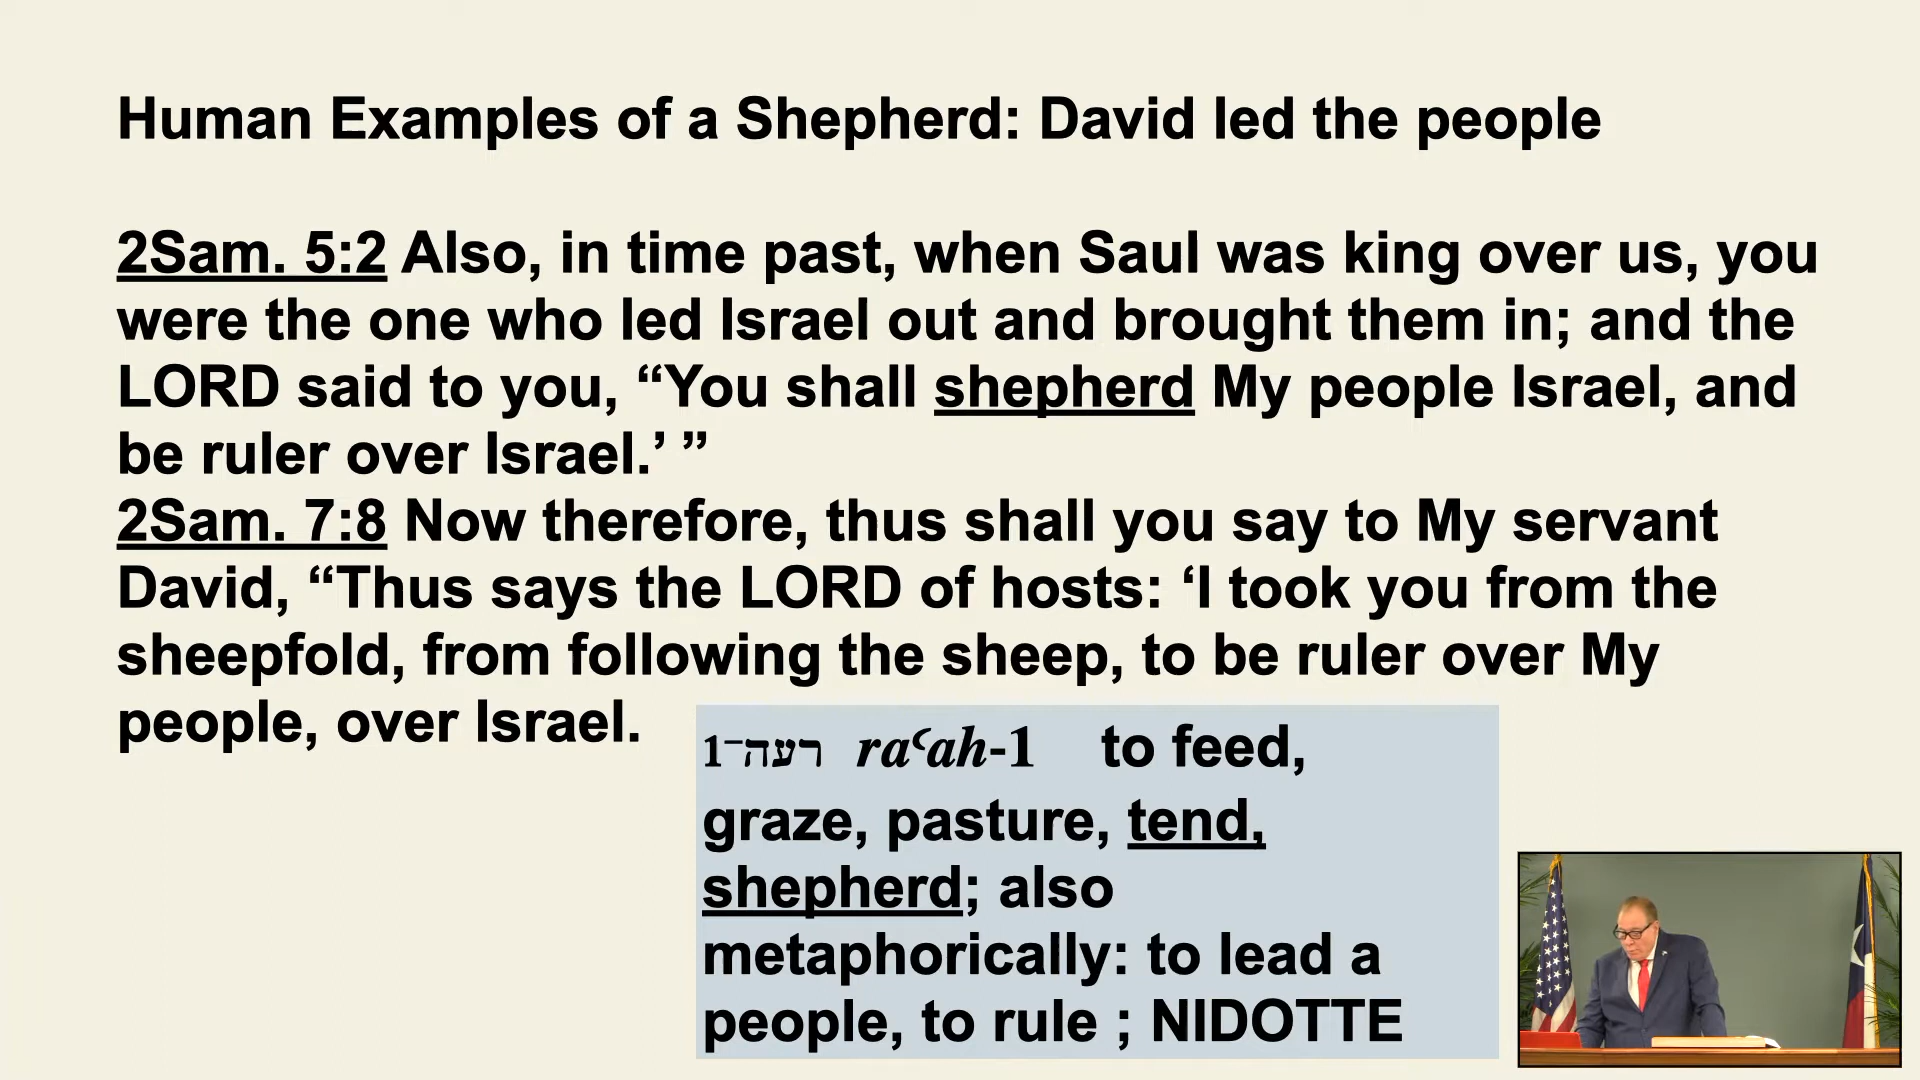 Human Examples of a Shepherd: David led the people
2Sam. 5:2 Also, in time past, when Saul was king over us, you
were the one who led Israel out and brought them in; and the
LORD said to you, “You shall shepherd My people Israel, and
be ruler over Israel.’ ”
2Sam. 7:8 Now therefore, thus shall you say to My servant
David, “Thus says the LORD of hosts: ‘I took you from the
sheepfold, from following the sheep, to be ruler over My
people, over Israel.
רעה־1 raʿah-1 to feed,
graze, pasture, tend,
shepherd; also
metaphorically: to lead a
people, to rule ; NIDOTTE